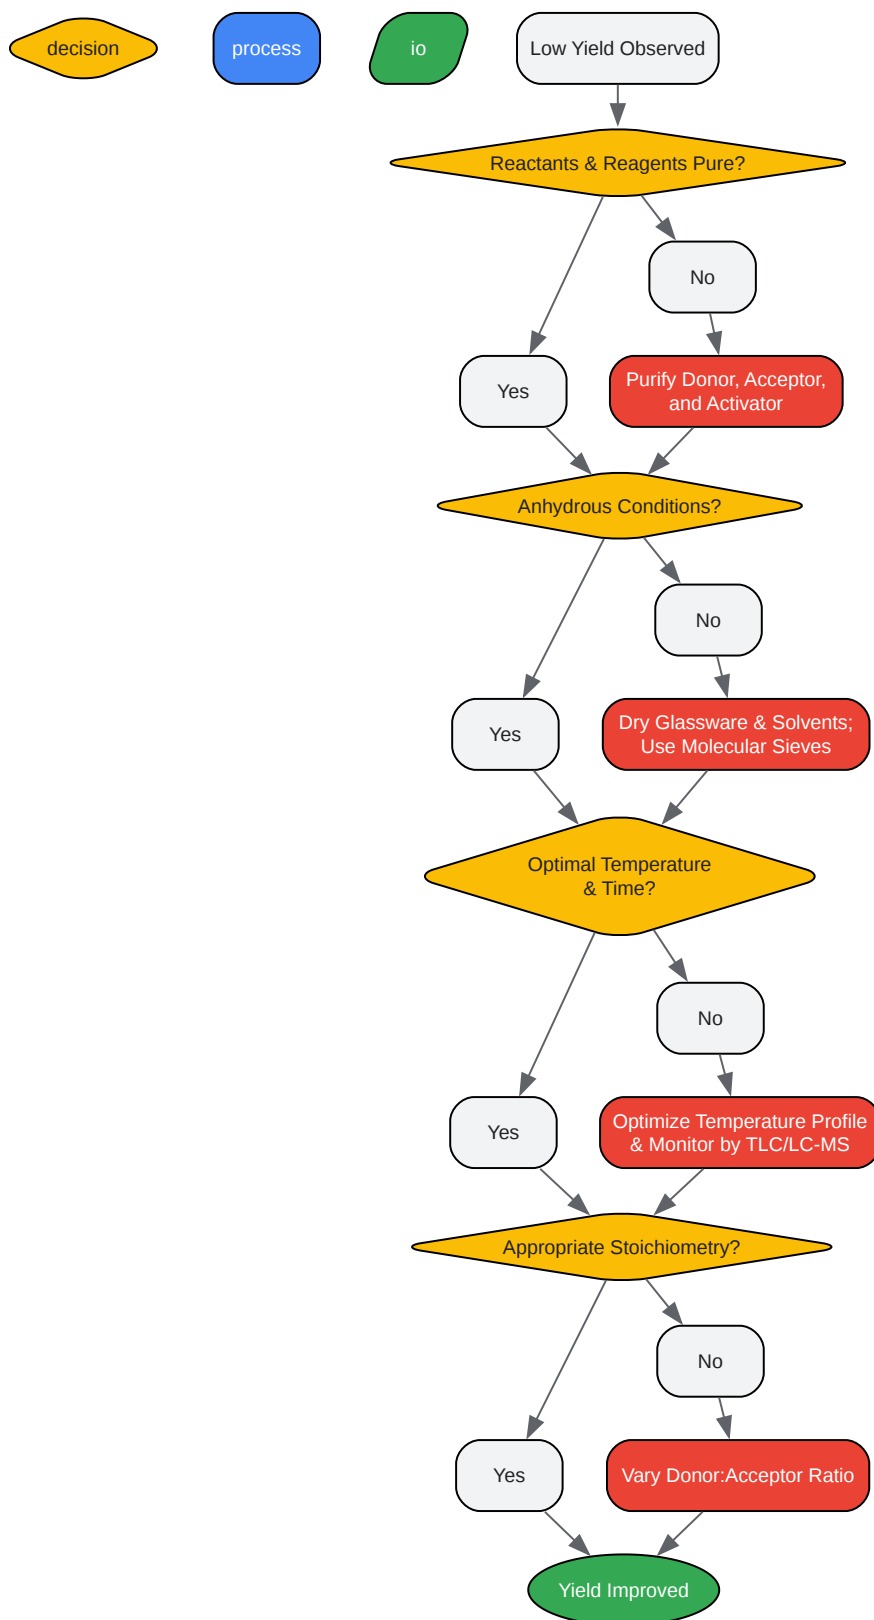 decision
process
io
Low Yield Observed
Reactants & Reagents Pure?
No
Yes
Purify Donor, Acceptor,
and Activator
Anhydrous Conditions?
No
Yes
Dry Glassware & Solvents;
Use Molecular Sieves
Optimal Temperature
& Time?
No
Yes
Optimize Temperature Profile
& Monitor by TLC/LC-MS
Appropriate Stoichiometry?
No
Yes
Vary Donor:Acceptor Ratio
Yield Improved